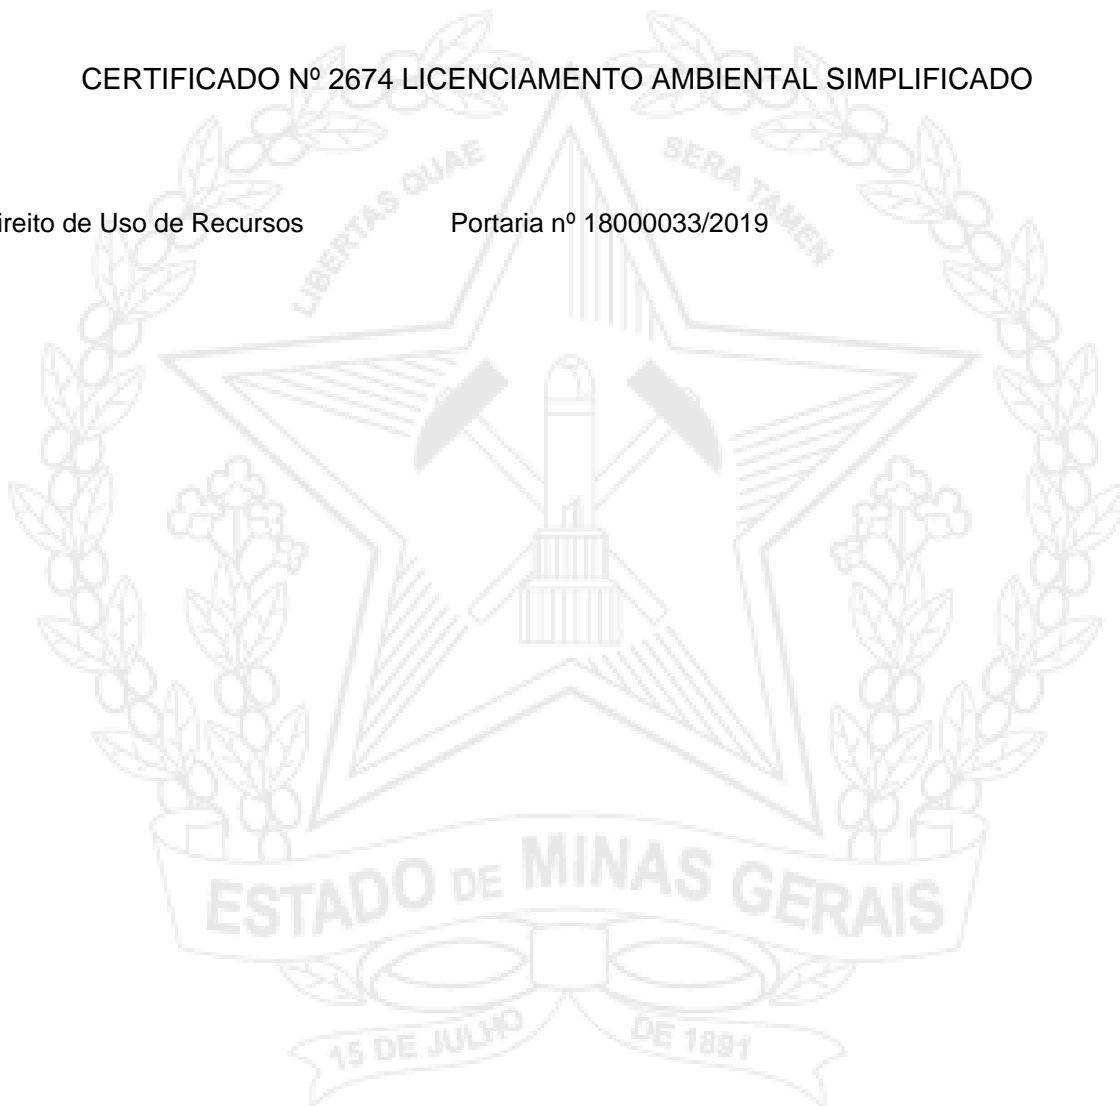 CERTIFICADO Nº 2674 LICENCIAMENTO AMBIENTAL SIMPLIFICADO
LIBERTAS QUAE SERA TAMEN
ireito de Uso de Recursos Portaria nº 18000033/2019
ESTADO DE MINAS GERAIS
15 DE JULHO DE 1891